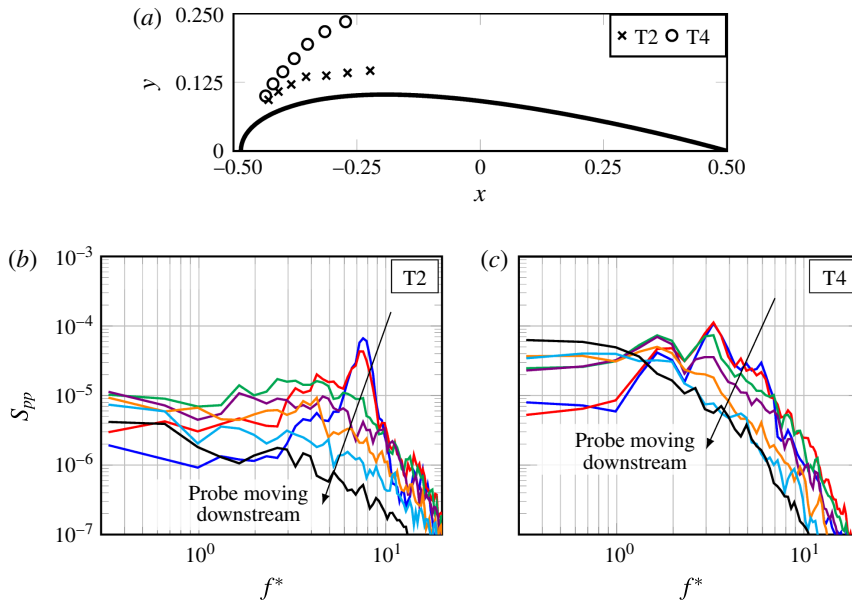 (a)
0.250
T2
T4
y
0.125
0
−0.50
−0.25
0
0.25
0.50
x
(b)
10⁻³
T2
10⁻⁴
S_pp
10⁻⁵
10⁻⁶
Probe moving
downstream
10⁻⁷
10⁰
10¹
f*
(c)
T4
Probe moving
downstream
10⁰
10¹
f*